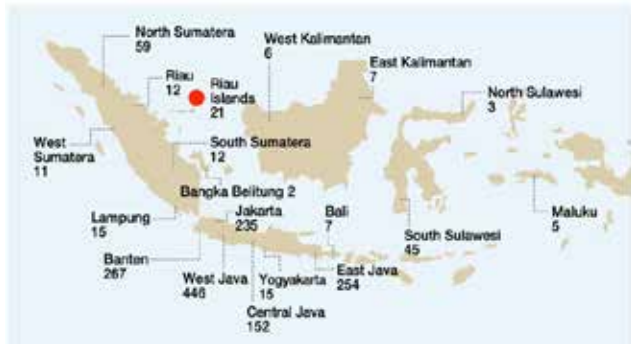 North Sumatera
59
West Kalimantan
6
East Kalimantan
7
Riau
12
Riau
Islands
21
North Sulawesi
3
West
Sumatera
11
South Sumatera
12
Bangka Belitung 2
Lampung
15
Jakarta
235
Bali
7
South Sulawesi
45
Maluku
5
Banten
267
West Java
446
Yogyakarta
15
East Java
254
Central Java
152